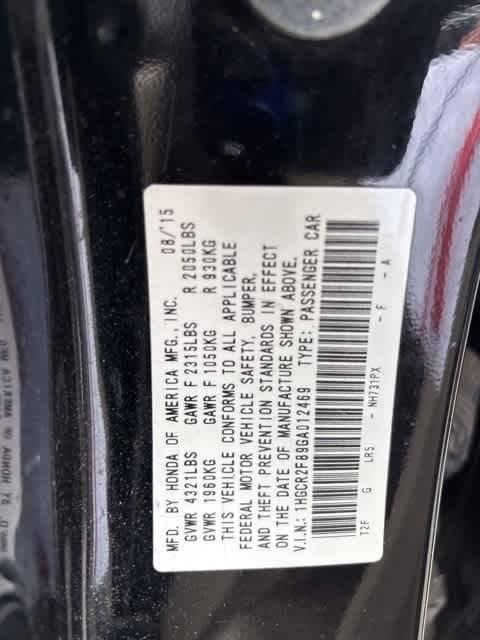 MFD. BY HONDA OF AMERICA MFG., INC. 08/'15
GVWR 4321LBS GAWR F 2315LBS R 2050LBS
GVWR 1960KG GAWR F 1050KG R 930KG
THIS VEHICLE CONFORMS TO ALL APPLICABLE
FEDERAL MOTOR VEHICLE SAFETY, BUMPER,
AND THEFT PREVENTION STANDARDS IN EFFECT
ON THE DATE OF MANUFACTURE SHOWN ABOVE.
V.I.N.: 1HGCR2F89GA012469 TYPE: PASSENGER CAR
T2F G LR5 - NH731PX - F - A